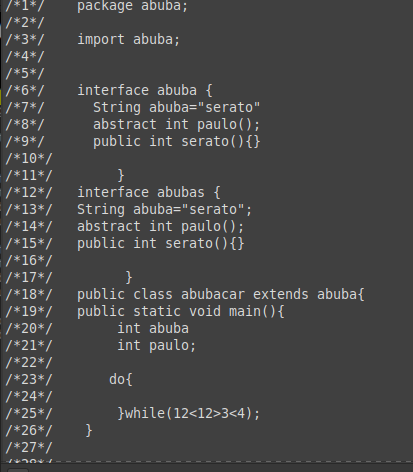 /*1*/    package abuba;
/*2*/
/*3*/    import abuba;
/*4*/
/*5*/
/*6*/    interface abuba {
/*7*/      String abuba="serato"
/*8*/      abstract int paulo();
/*9*/      public int serato(){}
/*10*/
/*11*/        }
/*12*/   interface abubas {
/*13*/   String abuba="serato";
/*14*/   abstract int paulo();
/*15*/   public int serato(){}
/*16*/
/*17*/         }
/*18*/   public class abubacar extends abuba{
/*19*/   public static void main(){
/*20*/        int abuba
/*21*/        int paulo;
/*22*/
/*23*/       do{
/*24*/
/*25*/        }while(12<12>3<4);
/*26*/    }
/*27*/